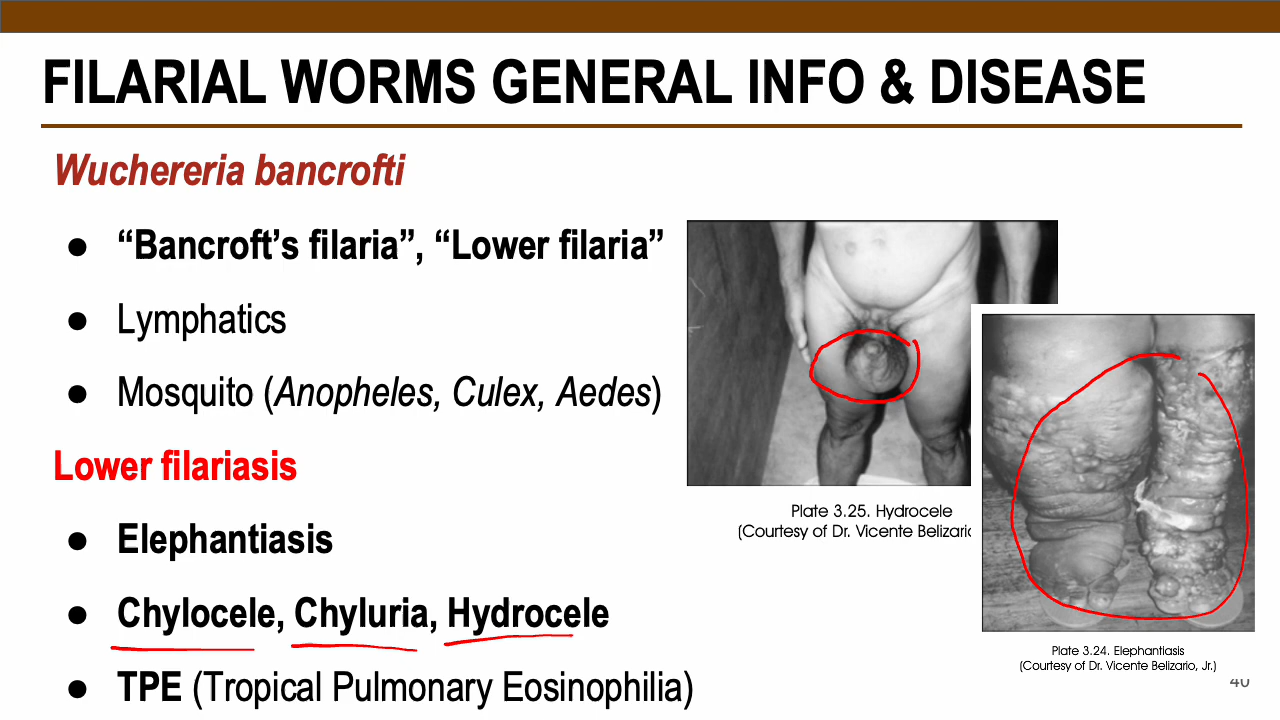 FILARIAL WORMS GENERAL INFO & DISEASE
Wuchereria bancrofti
● “Bancroft’s filaria”, “Lower filaria”
● Lymphatics
● Mosquito (Anopheles, Culex, Aedes)
Lower filariasis
● Elephantiasis
● Chylocele, Chyluria, Hydrocele
● TPE (Tropical Pulmonary Eosinophilia)
Plate 3.25. Hydrocele
(Courtesy of Dr. Vicente Belizario
Plate 3.24. Elephantiasis
(Courtesy of Dr. Vicente Belizario, Jr.)
40